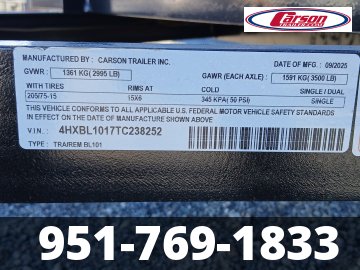 Carson
TRAILER
MANUFACTURED BY : CARSON TRAILER INC. DATE OF MFG. 09/2025
GVWR : 1361 KG( 2995 LB) GAWR (EACH AXLE) : 1591 KG( 3500 LB)
WITH TIRES RIMS AT COLD SINGLE
205/75-15 15X6 345 KPA( 50 PSI) SINGLE
THIS VEHICLE CONFORMS TO ALL APPLICABLE U.S. FEDERAL MOTOR VEHICLE SAFETY STANDARDS
IN EFFECT ON THE DATE OF MANUFACTURE SHOWN ABOVE.
V I N . : 4HXBL1017TC238252
TYPE : TRA/REM BL101
951-769-1833